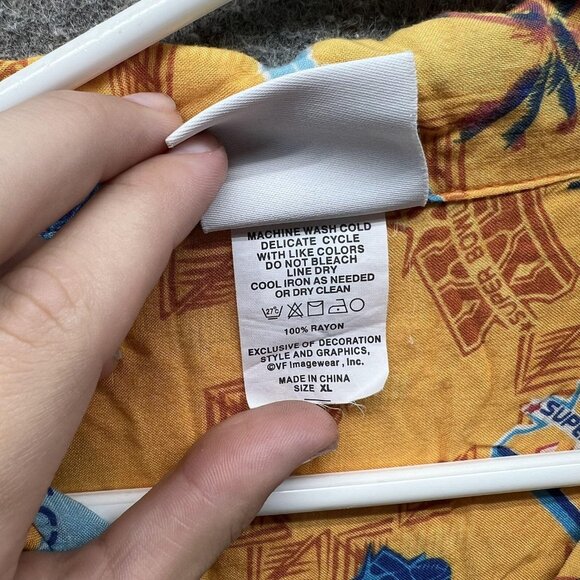 MACHINE WASH COLD
DELICATE CYCLE
WITH LIKE COLORS
DO NOT BLEACH
LINE DRY
COOL IRON AS NEEDED
OR DRY CLEAN
27°c
100% RAYON
EXCLUSIVE OF DECORATION
STYLE AND GRAPHICS,
©VF Imagewear, Inc.
MADE IN CHINA
SIZE XL
SUPER BOWL
SUPER